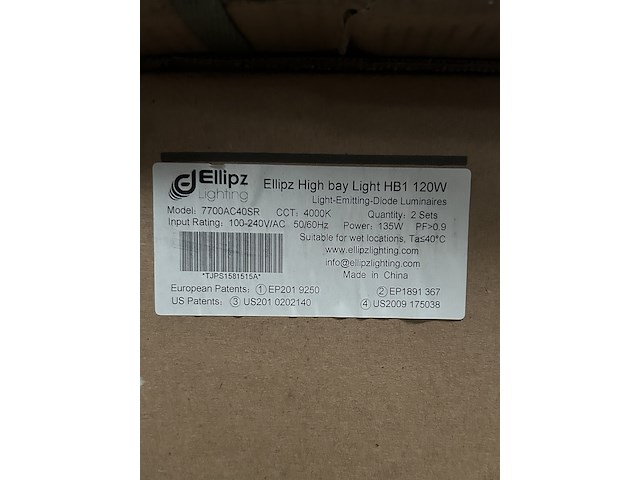 Ellipz
Lighting
Ellipz High bay Light HB1 120W
Light-Emitting-Diode Luminaires
Model: 7700AC40SR CCT: 4000K Quantity: 2 Sets
Input Rating: 100-240V/AC 50/60Hz Power: 135W PF>0.9
Suitable for wet locations, Ta≤40°C
www.ellipzlighting.com
info@ellipzlighting.com
*TJPS1581515A*
Made in China
European Patents: ① EP201 9250 ② EP1891 367
US Patents: ③ US201 0202140 ④ US2009 175038